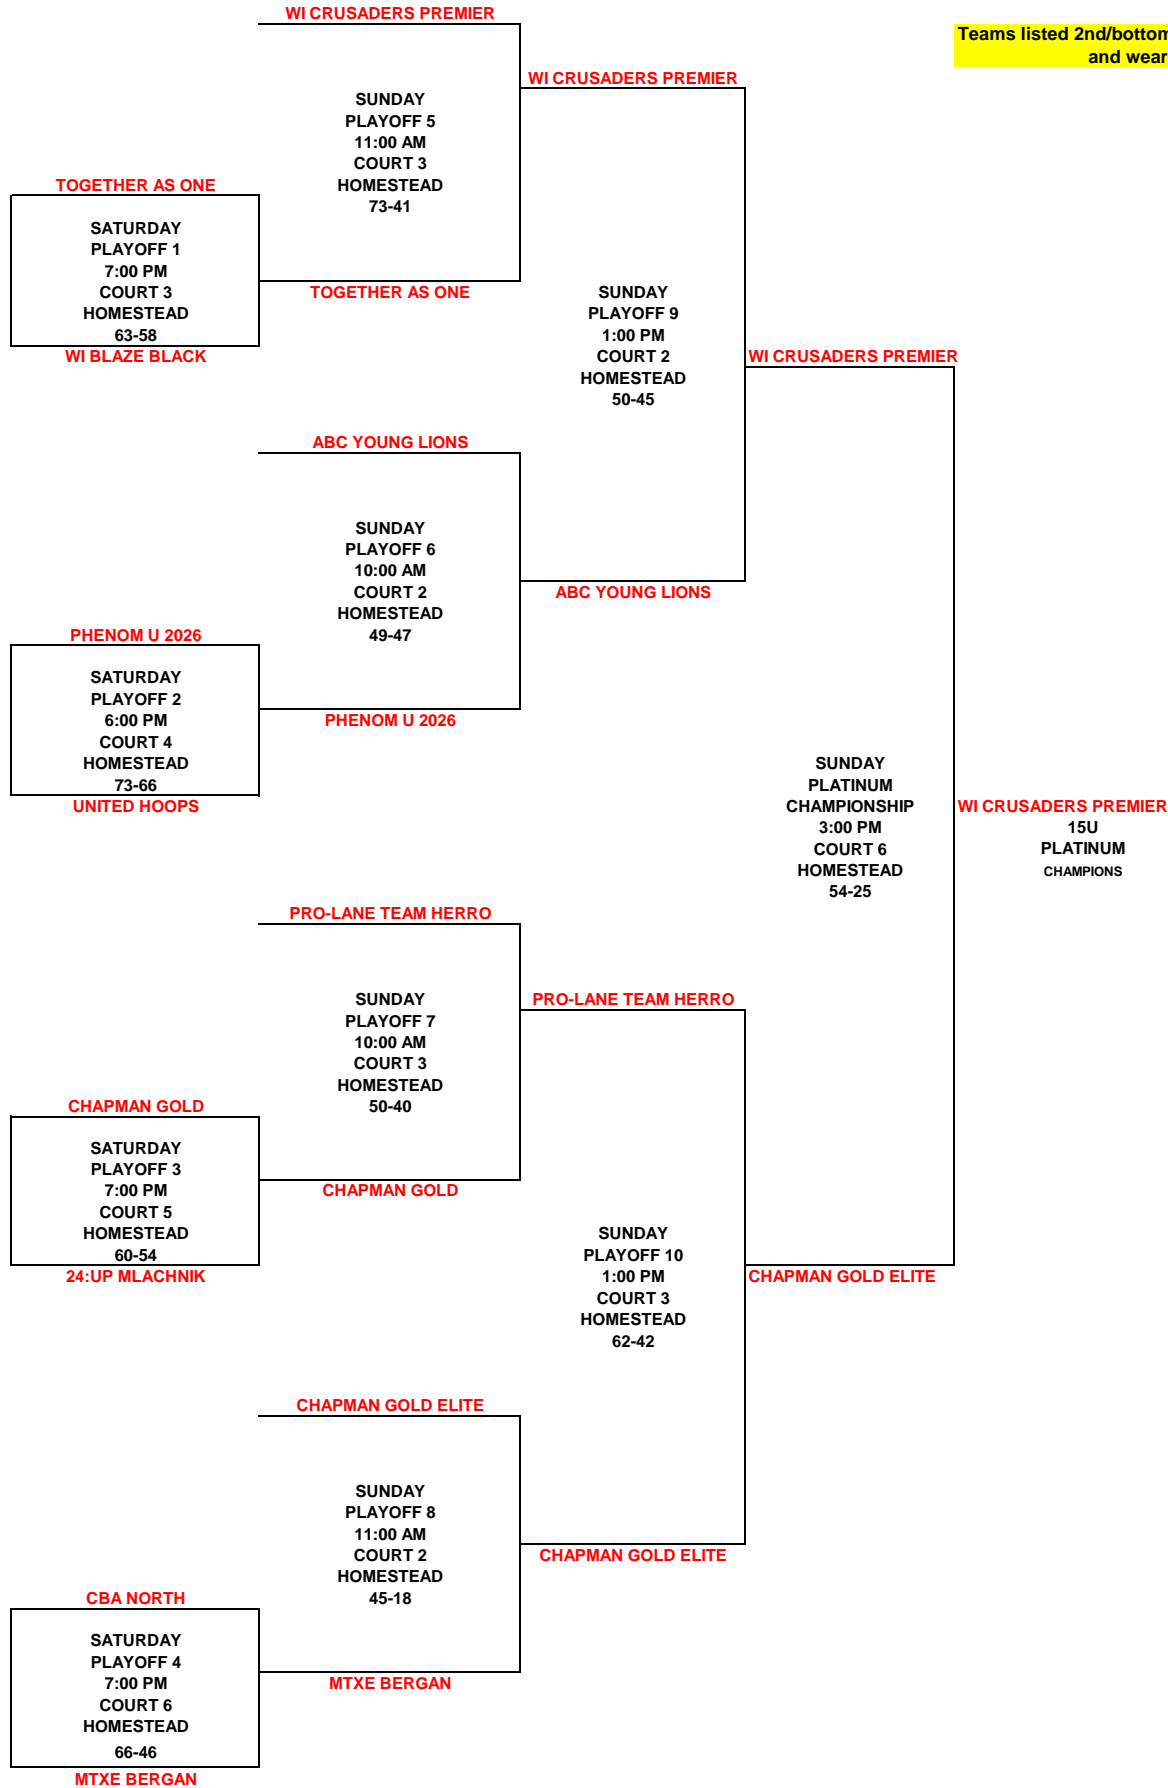 WI CRUSADERS PREMIER
Teams listed 2nd/bottom
and wear
WI CRUSADERS PREMIER
SUNDAY
PLAYOFF 5
11:00 AM
COURT 3
HOMESTEAD
73-41
TOGETHER AS ONE
SATURDAY
PLAYOFF 1
7:00 PM
COURT 3
HOMESTEAD
63-58
WI BLAZE BLACK
TOGETHER AS ONE
SUNDAY
PLAYOFF 9
1:00 PM
COURT 2
HOMESTEAD
50-45
WI CRUSADERS PREMIER
ABC YOUNG LIONS
SUNDAY
PLAYOFF 6
10:00 AM
COURT 2
HOMESTEAD
49-47
ABC YOUNG LIONS
PHENOM U 2026
SATURDAY
PLAYOFF 2
6:00 PM
COURT 4
HOMESTEAD
73-66
UNITED HOOPS
PHENOM U 2026
SUNDAY
PLATINUM
CHAMPIONSHIP
3:00 PM
COURT 6
HOMESTEAD
54-25
WI CRUSADERS PREMIER
15U
PLATINUM
CHAMPIONS
PRO-LANE TEAM HERRO
SUNDAY
PLAYOFF 7
10:00 AM
COURT 3
HOMESTEAD
50-40
PRO-LANE TEAM HERRO
CHAPMAN GOLD
SATURDAY
PLAYOFF 3
7:00 PM
COURT 5
HOMESTEAD
60-54
24:UP MLACHNIK
CHAPMAN GOLD
SUNDAY
PLAYOFF 10
1:00 PM
COURT 3
HOMESTEAD
62-42
CHAPMAN GOLD ELITE
CHAPMAN GOLD ELITE
SUNDAY
PLAYOFF 8
11:00 AM
COURT 2
HOMESTEAD
45-18
CHAPMAN GOLD ELITE
CBA NORTH
SATURDAY
PLAYOFF 4
7:00 PM
COURT 6
HOMESTEAD
66-46
MTXE BERGAN
MTXE BERGAN